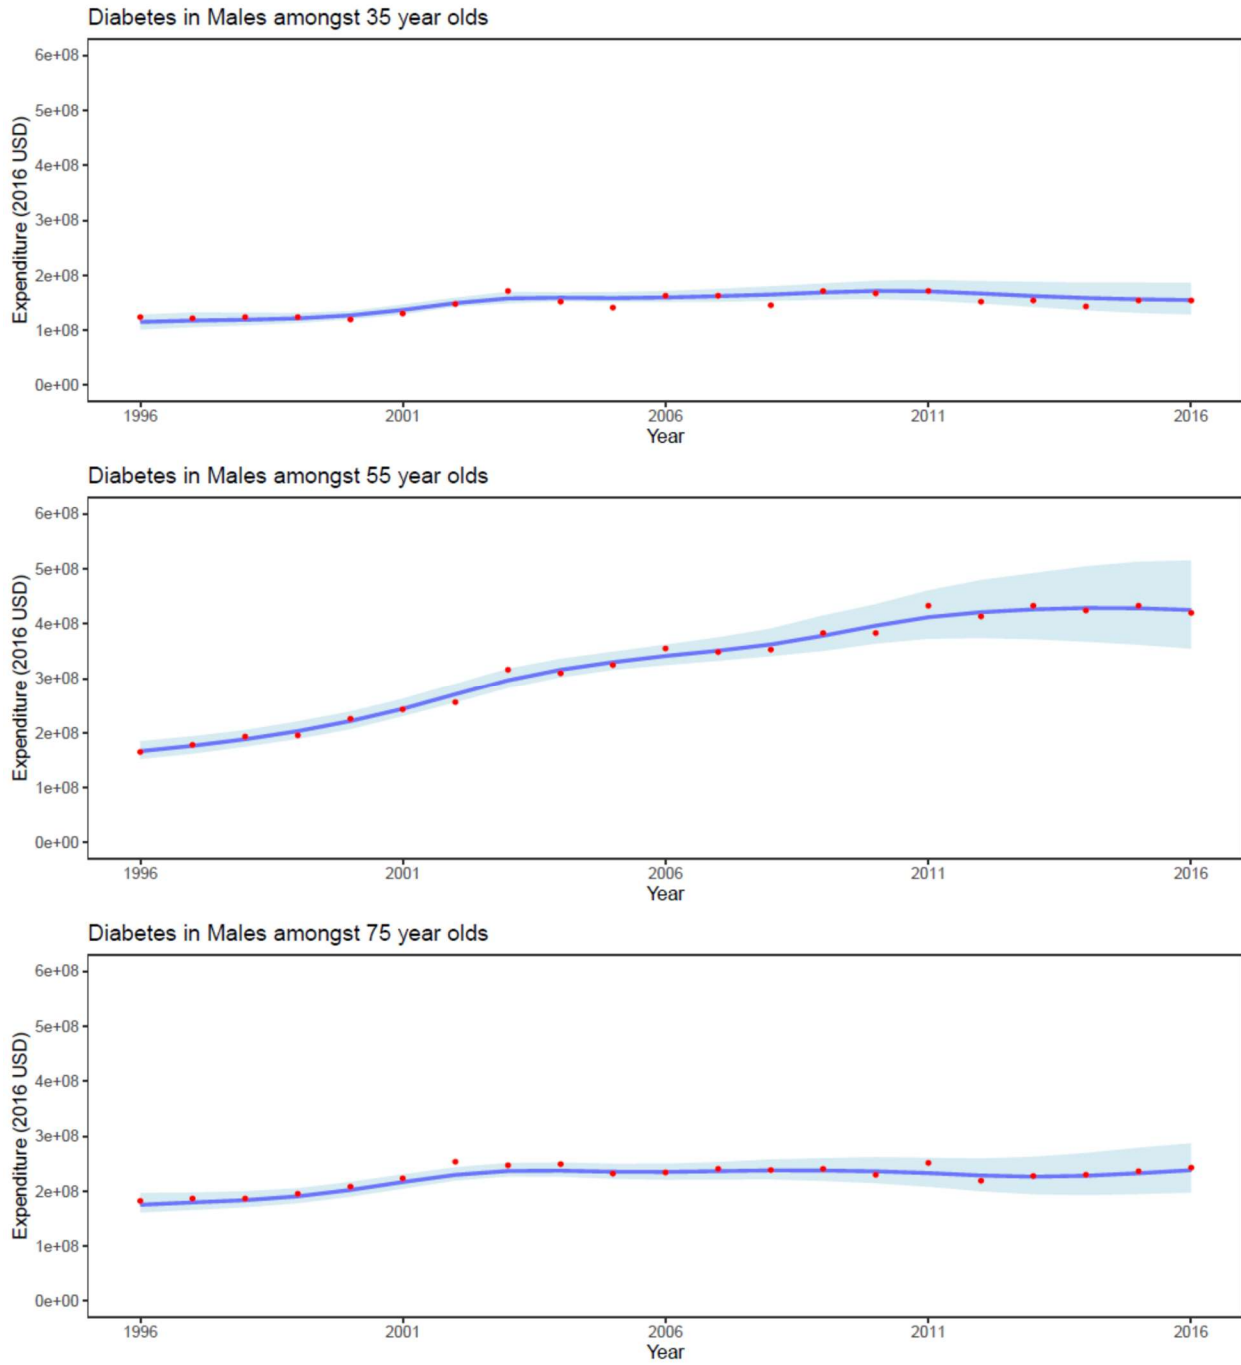 Diabetes in Males amongst 35 year olds
Expenditure (2016 USD)
6e+08
5e+08
4e+08
3e+08
2e+08
1e+08
0e+00
1996 2001 2006 2011 2016
Year
Diabetes in Males amongst 55 year olds
Expenditure (2016 USD)
6e+08
5e+08
4e+08
3e+08
2e+08
1e+08
0e+00
1996 2001 2006 2011 2016
Year
Diabetes in Males amongst 75 year olds
Expenditure (2016 USD)
6e+08
5e+08
4e+08
3e+08
2e+08
1e+08
0e+00
1996 2001 2006 2011 2016
Year